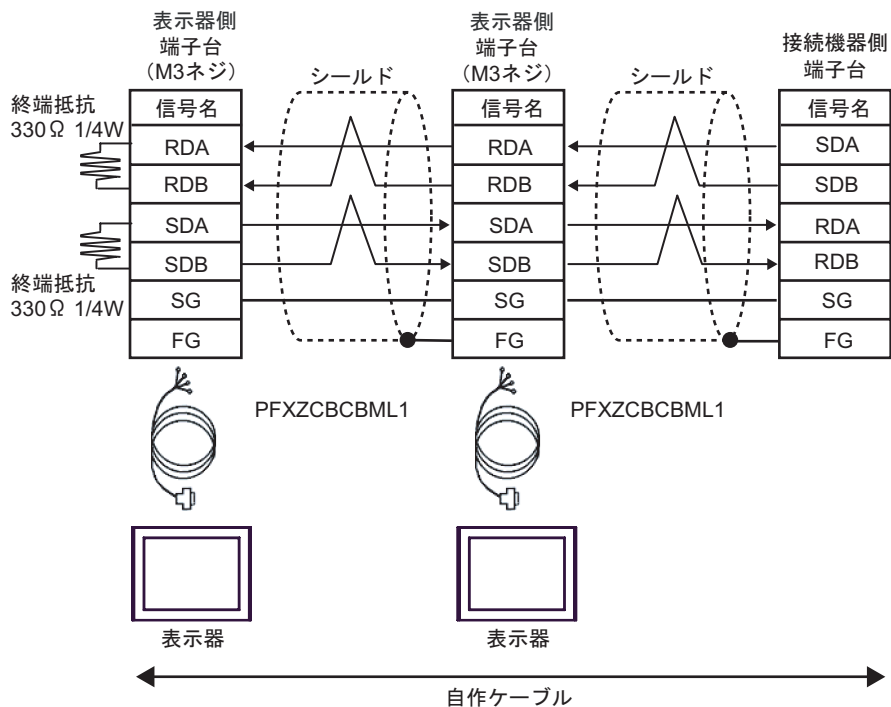 表示器側
端子台
（M3ネジ）
表示器側
端子台
（M3ネジ）
接続機器側
端子台
シールド
シールド
終端抵抗
330Ω 1/4W
信号名
RDA
RDB
SDA
SDB
SG
FG
信号名
RDA
RDB
SDA
SDB
SG
FG
信号名
SDA
SDB
RDA
RDB
SG
FG
終端抵抗
330Ω 1/4W
PFXZCBCBML1
PFXZCBCBML1
表示器
表示器
自作ケーブル